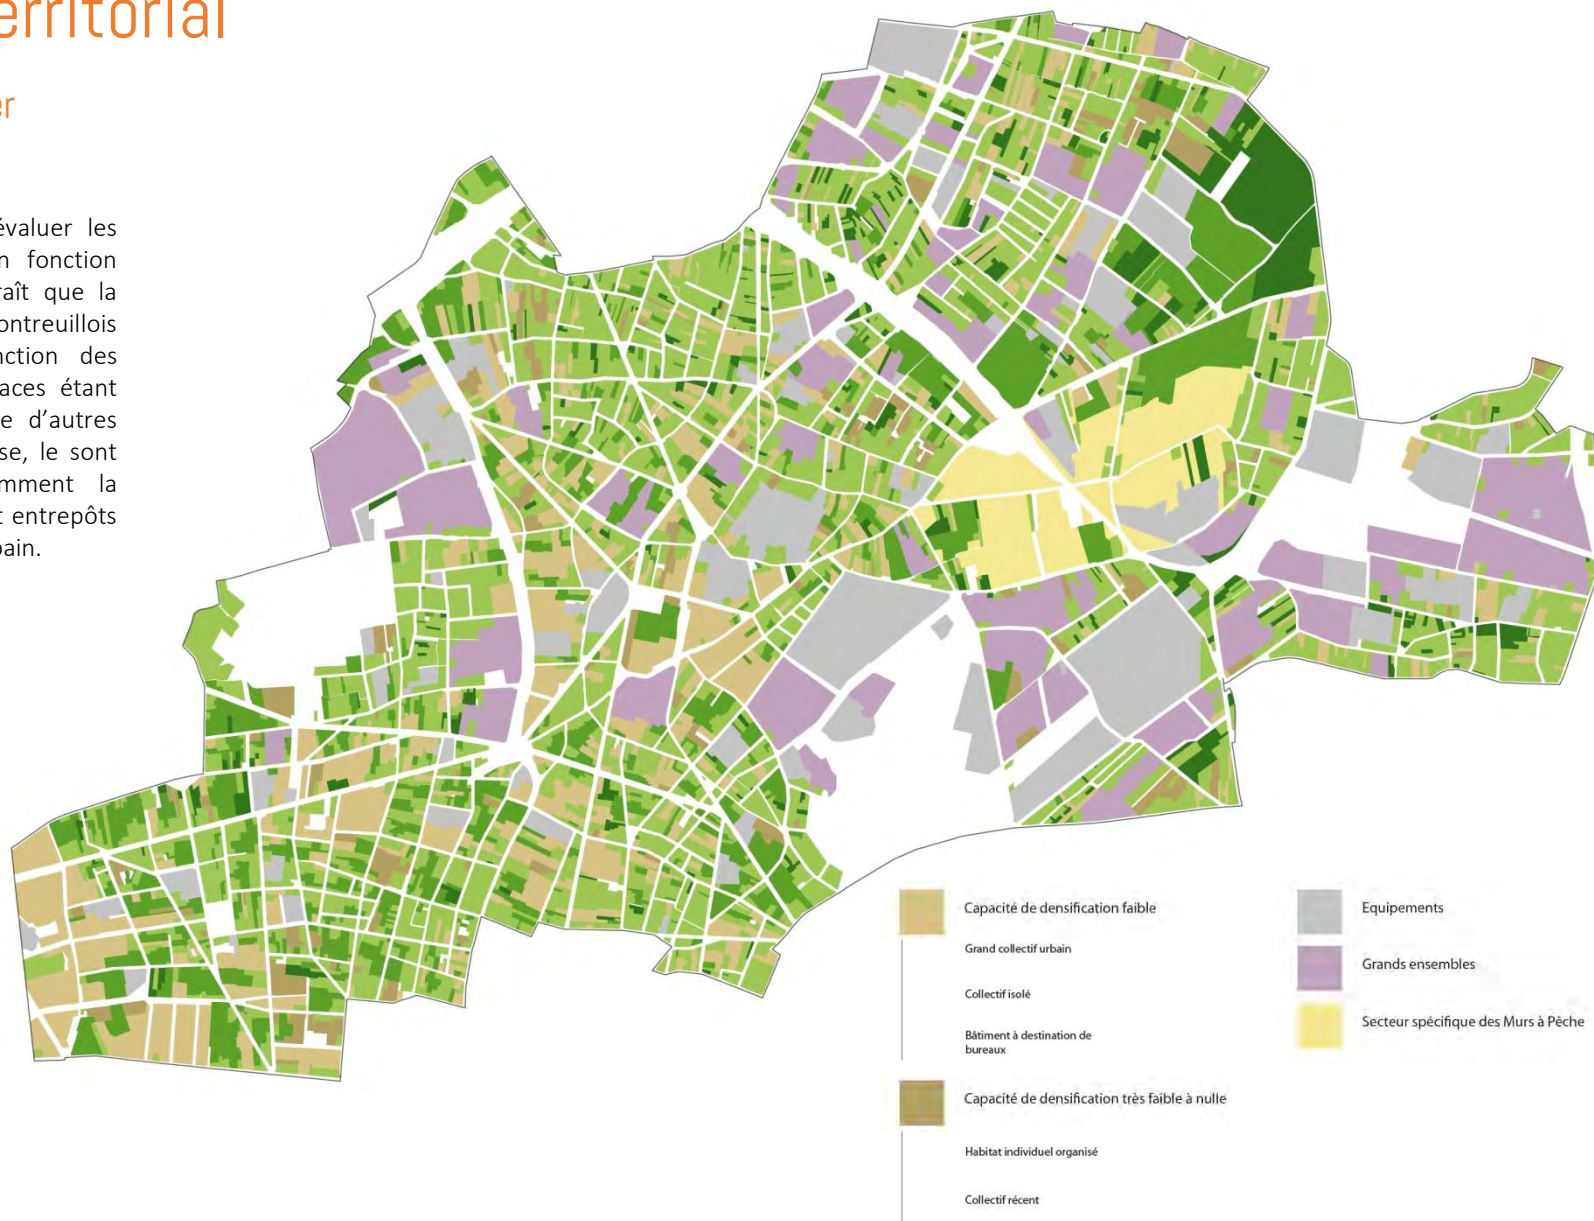 erritorial
er
évaluer les
n fonction
raît que la
ontreuillois
nction des
aces étant
e d’autres
se, le sont
mment la
t entrepôts
ain.
Capacité de densification faible
Grand collectif urbain
Collectif isolé
Bâtiment à destination de
bureaux
Capacité de densification très faible à nulle
Habitat individuel organisé
Collectif récent
Equipements
Grands ensembles
Secteur spécifique des Murs à Pêche